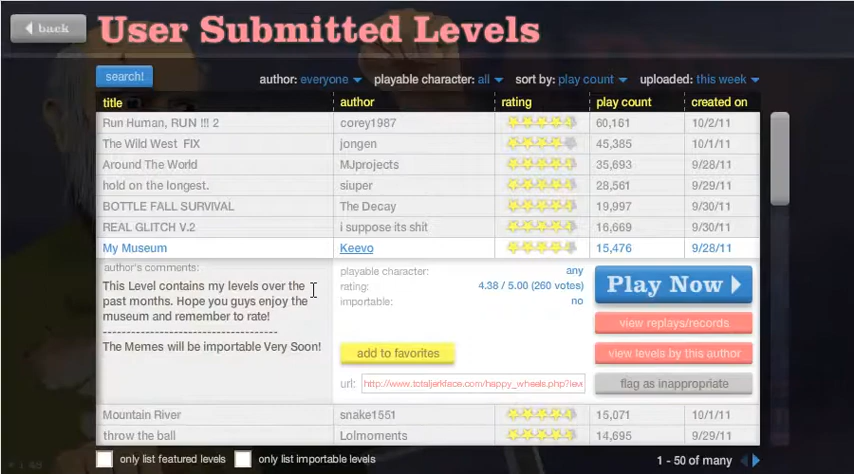 back
User Submitted Levels
search!
author: everyone playable character: all sort by: play count uploaded: this week
title author rating play count created on
Run Human, RUN !!! 2 corey1987 60,161 10/2/11
The Wild West FIX jongen 45,385 10/1/11
Around The World MJprojects 35,693 9/28/11
hold on the longest. siuper 28,561 9/29/11
BOTTLE FALL SURVIVAL The Decay 19,997 9/30/11
REAL GLITCH V.2 i suppose its shit 16,669 9/30/11
My Museum Keevo 15,476 9/28/11
author's comments:
This Level contains my levels over the
past months. Hope you guys enjoy the
museum and remember to rate!
-----------------------------------
The Memes will be importable Very Soon!
playable character: any
rating: 4.38 / 5.00 (260 votes)
importable: no
add to favorites
url: http://www.totaljerkface.com/happy_wheels.php?leve
Play Now
view replays/records
view levels by this author
flag as inappropriate
Mountain River snake1551 15,071 10/1/11
throw the ball Lolmoments 14,695 9/29/11
only list featured levels only list importable levels
1 - 50 of many